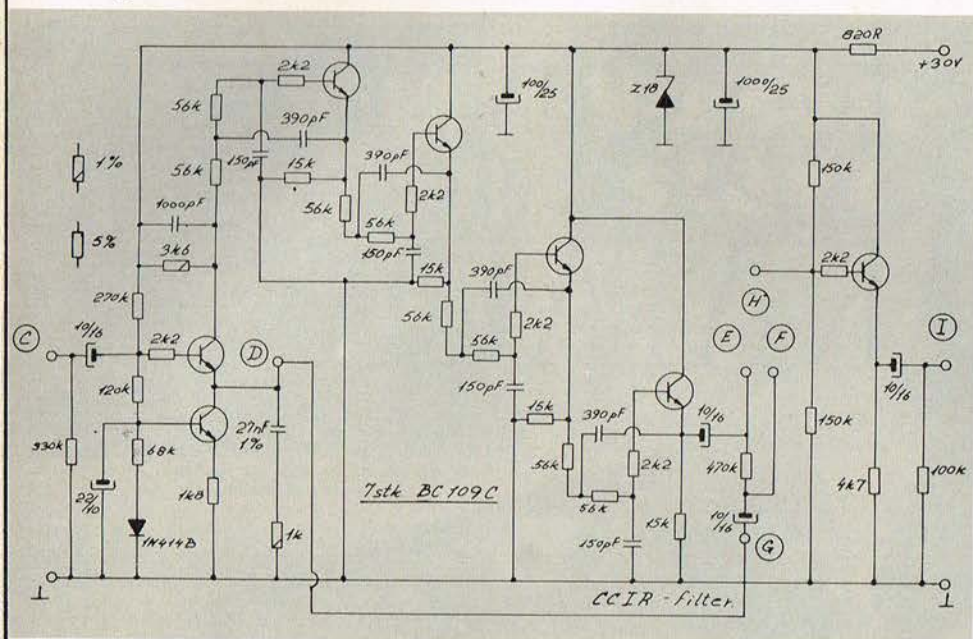 820R
+30V
2k2
56k
390pF
150pF
15k
100/25
Z18
1000/25
150k
1%
56k
390pF
2k2
1000pF
56k
56k
5%
3k6
150pF
15k
390pF
2k2
H
270k
56k
2k2
E
F
C
10/16
2k2
D
56k
I
150pF
10/16
120k
15k
390pF
10/16
27nF
1%
330k
68k
56k
2k2
470k
150k
22/10
1k8
7stk BC109C
4k7
100k
56k
15k
10/16
1N4148
1k
150pF
G
⊥
CCIR-filter.
⊥